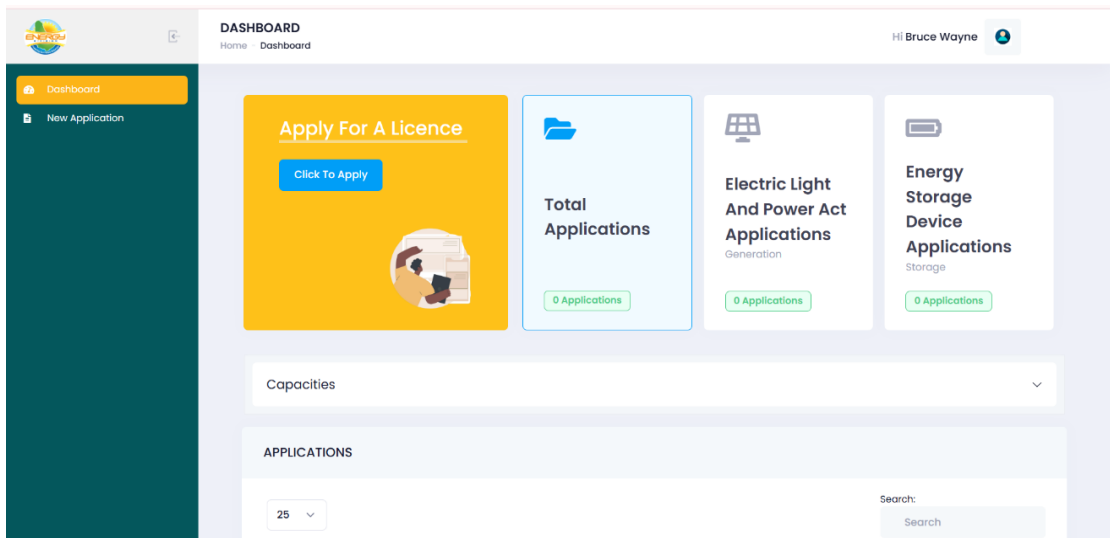 ENERGY
DASHBOARD
Home - Dashboard
Hi Bruce Wayne
Dashboard
New Application
Apply For A Licence
Click To Apply
Total
Applications
0 Applications
Electric Light
And Power Act
Applications
Generation
0 Applications
Energy
Storage
Device
Applications
Storage
0 Applications
Capacities
APPLICATIONS
25
Search:
Search